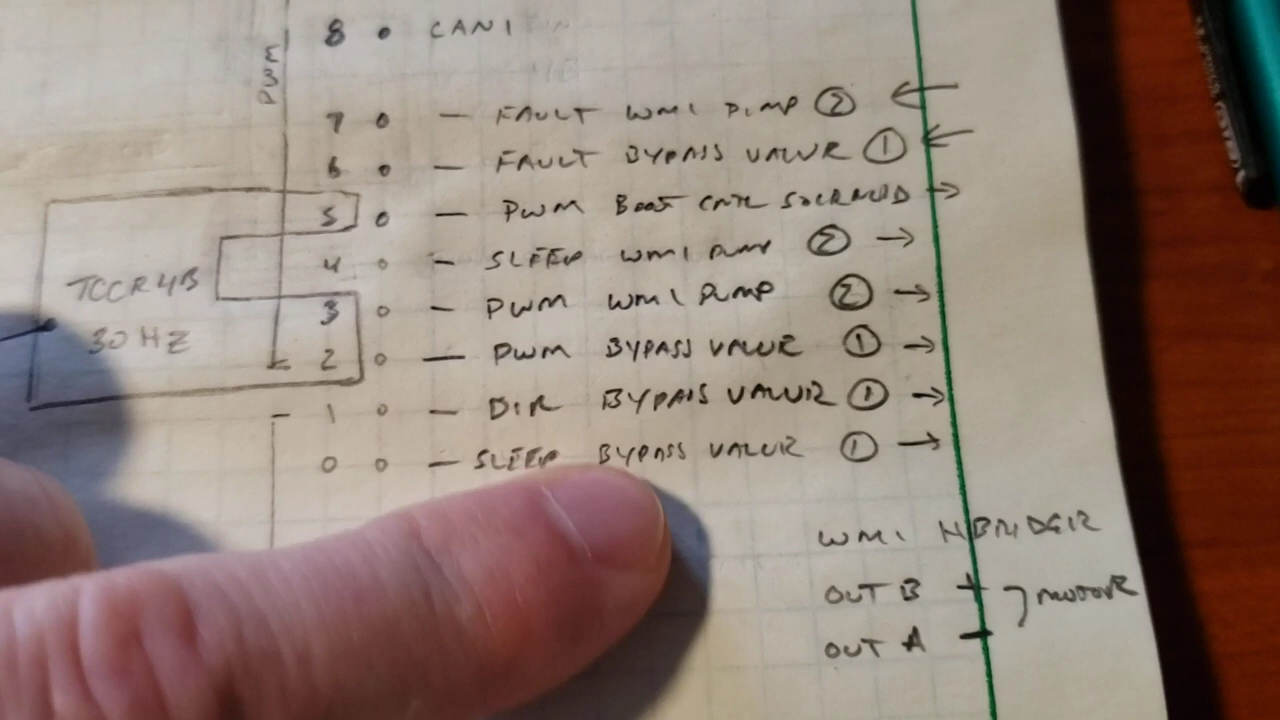 PWM
8 o CAN1
7 o — FAULT WMI PUMP ② ←
6 o — FAULT BYPASS VALVE ① ←
5 o — PWM BOOST CNTL SOLENOID →
4 o — SLEEP WMI PUMP ② →
TCCR4B
3 o — PWM WMI PUMP ② →
30 HZ
2 o — PWM BYPASS VALVE ① →
1 o — DIR BYPASS VALVE ① →
0 o — SLEEP BYPASS VALVE ① →
WMI HBRIDGE
OUT B + } MOTOR
OUT A -